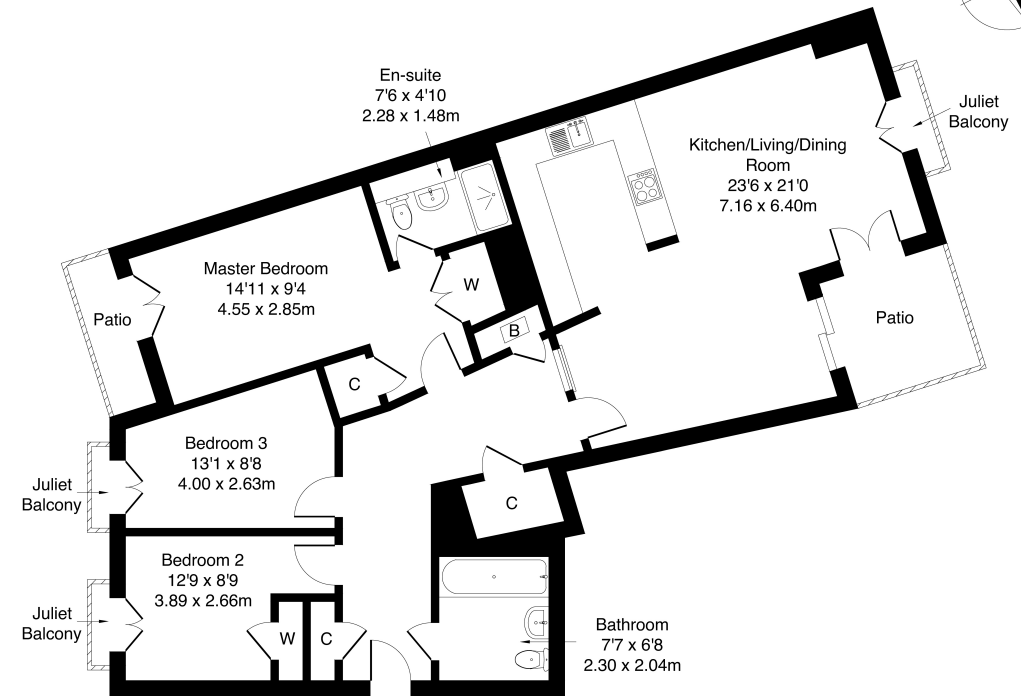 En-suite
7'6 x 4'10
2.28 x 1.48m
Juliet
Balcony
Kitchen/Living/Dining
Room
23'6 x 21'0
7.16 x 6.40m
Master Bedroom
14'11 x 9'4
4.55 x 2.85m
W
Patio
Patio
B
C
Bedroom 3
13'1 x 8'8
4.00 x 2.63m
Juliet
Balcony
C
Bedroom 2
12'9 x 8'9
3.89 x 2.66m
Juliet
Balcony
W
C
Bathroom
7'7 x 6'8
2.30 x 2.04m